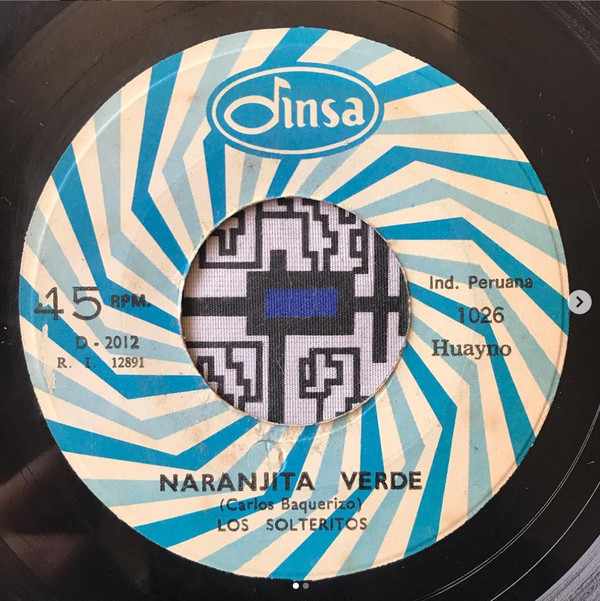 dinsa
45 RPM.
D - 2012
R. I. 12891
Ind. Peruana
1026
Huayno
NARANJITA VERDE
(Carlos Baquerizo)
LOS SOLTERITOS